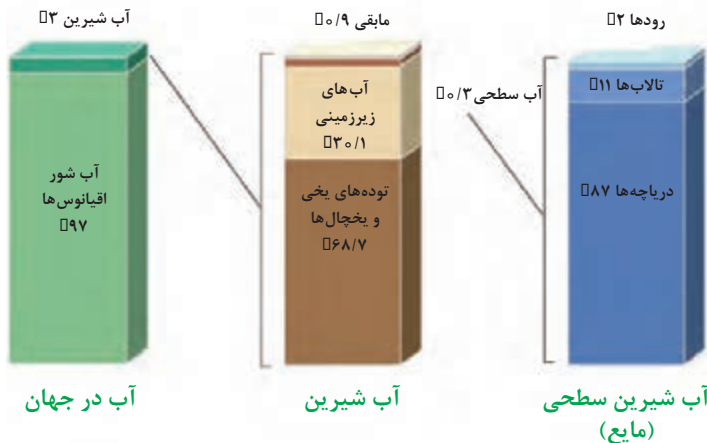 رودها ۲▯
مابقی ۰/۹▯
آب شیرین ۳▯
تالاب‌ها ۱۱▯
دریاچه‌ها ۸۷▯
آب سطحی ۰/۳▯
آب‌های
زیرزمینی
۳۰/۱▯
توده‌های یخی
و یخچال‌ها
۶۸/۷▯
آب شور
اقیانوس‌ها
۹۷▯
آب شیرین سطحی
(مایع)
آب شیرین
آب در جهان